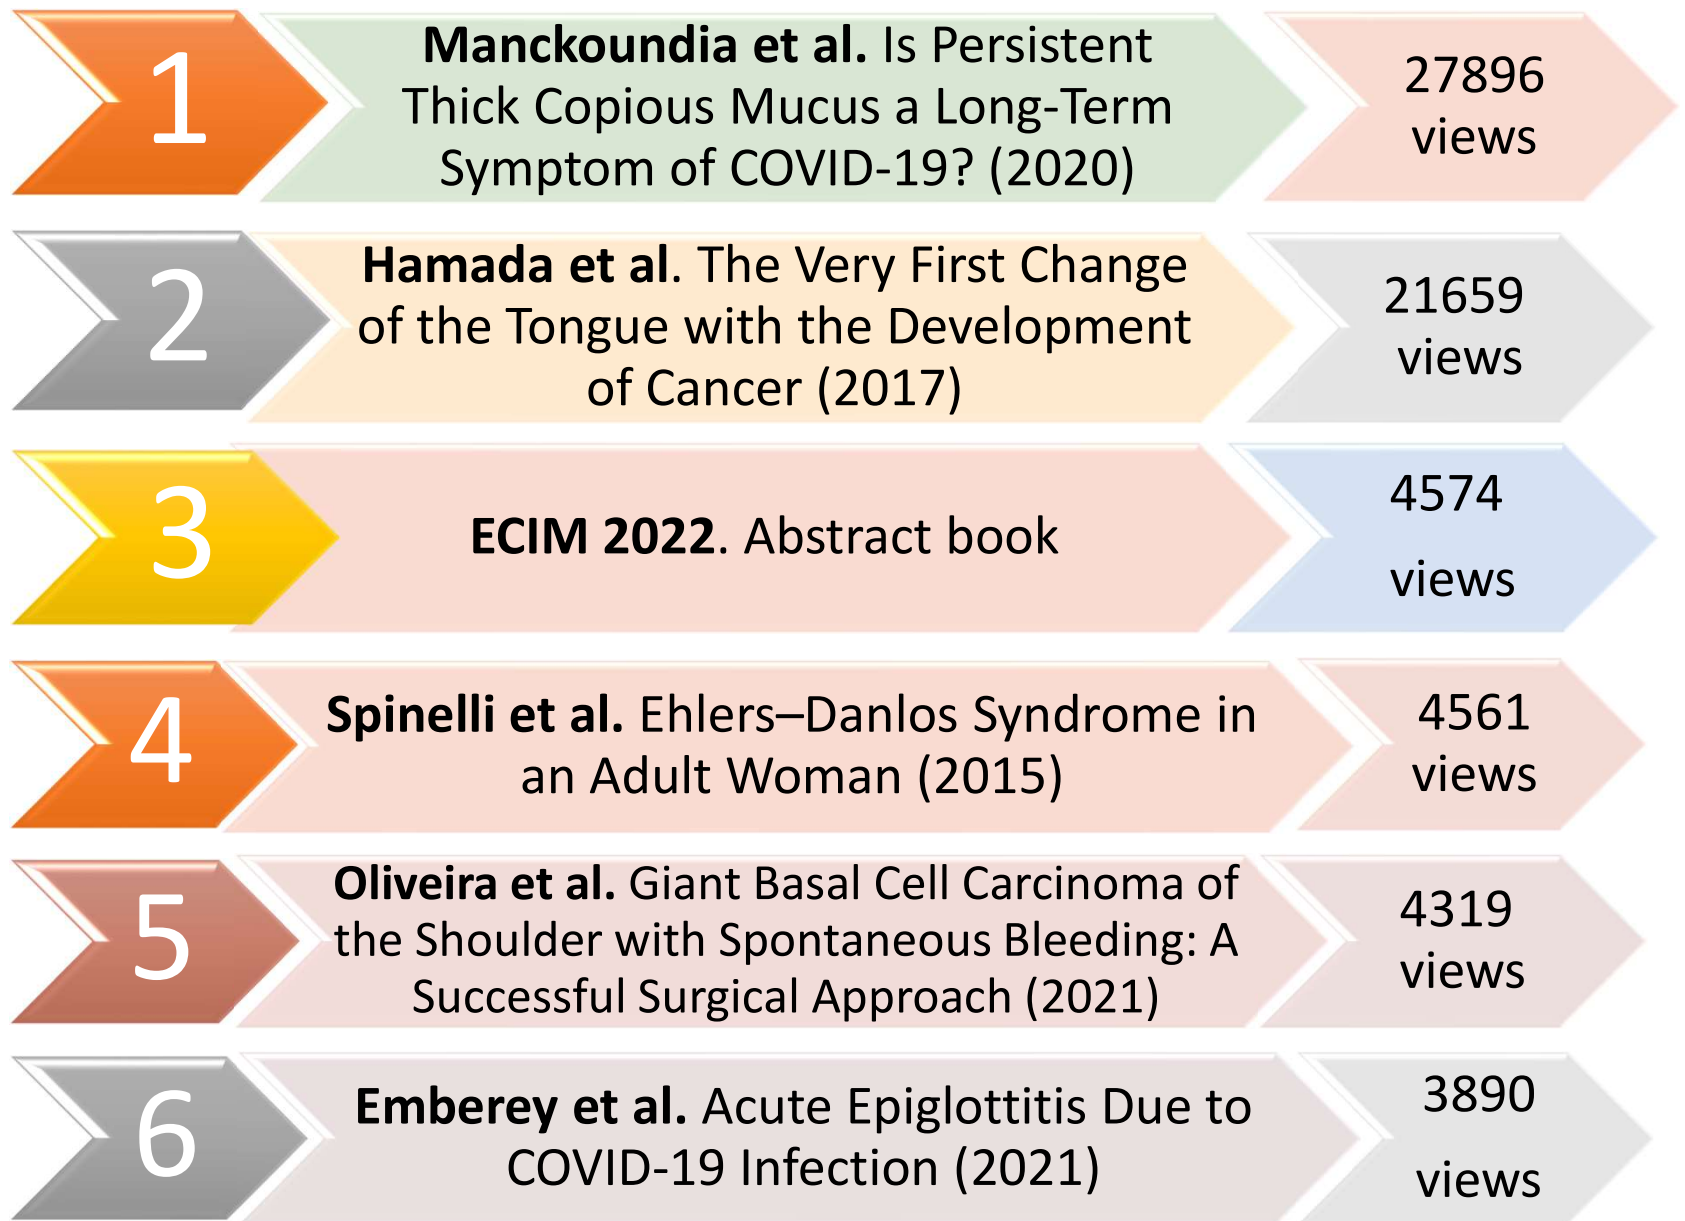 1
Manckoundia et al. Is Persistent
Thick Copious Mucus a Long-Term
Symptom of COVID-19? (2020)
27896
views
2
Hamada et al. The Very First Change
of the Tongue with the Development
of Cancer (2017)
21659
views
3
ECIM 2022. Abstract book
4574
views
4
Spinelli et al. Ehlers–Danlos Syndrome in
an Adult Woman (2015)
4561
views
5
Oliveira et al. Giant Basal Cell Carcinoma of
the Shoulder with Spontaneous Bleeding: A
Successful Surgical Approach (2021)
4319
views
6
Emberey et al. Acute Epiglottitis Due to
COVID-19 Infection (2021)
3890
views